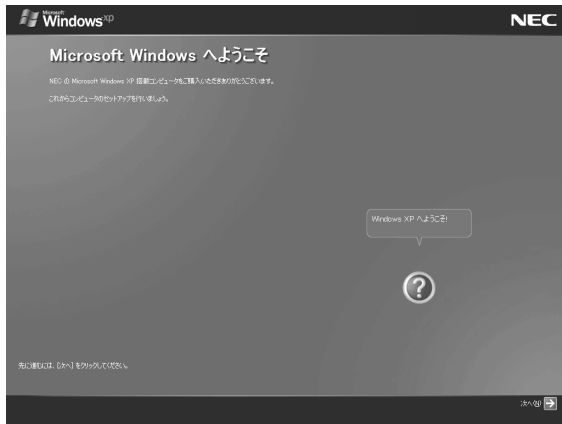 Microsoft
Windows xp
NEC
Microsoft Windows へようこそ
NEC の Microsoft Windows XP 搭載コンピュータをご購入いただきありがとうございます。
これからコンピュータのセットアップを行いましょう。
Windows XP へようこそ!
?
先に進むには、[次へ] をクリックしてください。
次へ(N)